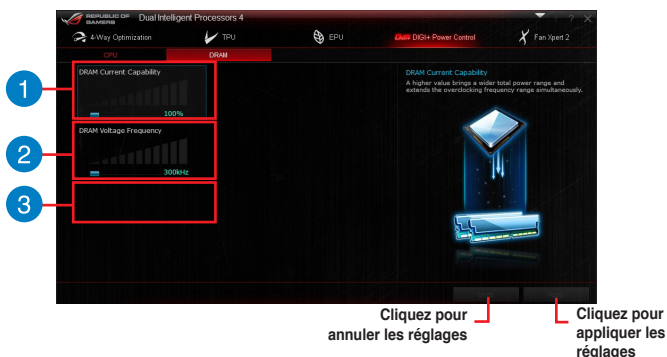 REPUBLIC OF GAMERS
Dual Intelligent Processors 4
? ×
4-Way Optimization
TPU
EPU
DIGI+ Power Control
Fan Xpert 2
CPU
DRAM
1
DRAM Current Capability
100%
DRAM Current Capability
A higher value brings a wider total power range and
extends the overclocking frequency range simultaneously.
2
DRAM Voltage Frequency
300kHz
3
Cliquez pour
annuler les réglages
Cliquez pour
appliquer les
réglages